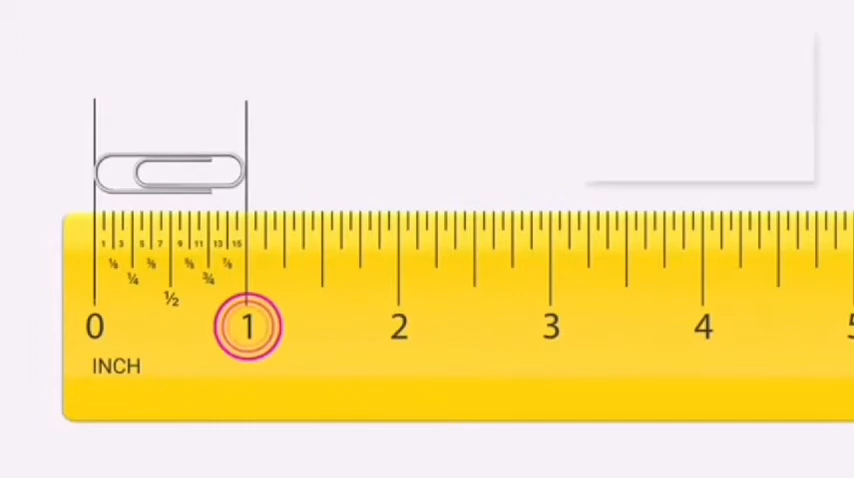 1 3 5 7 9 11 13 15
⅛ ⅜ ⅝ ⅞
¼ ¾
½
0 1 2 3 4 5
INCH